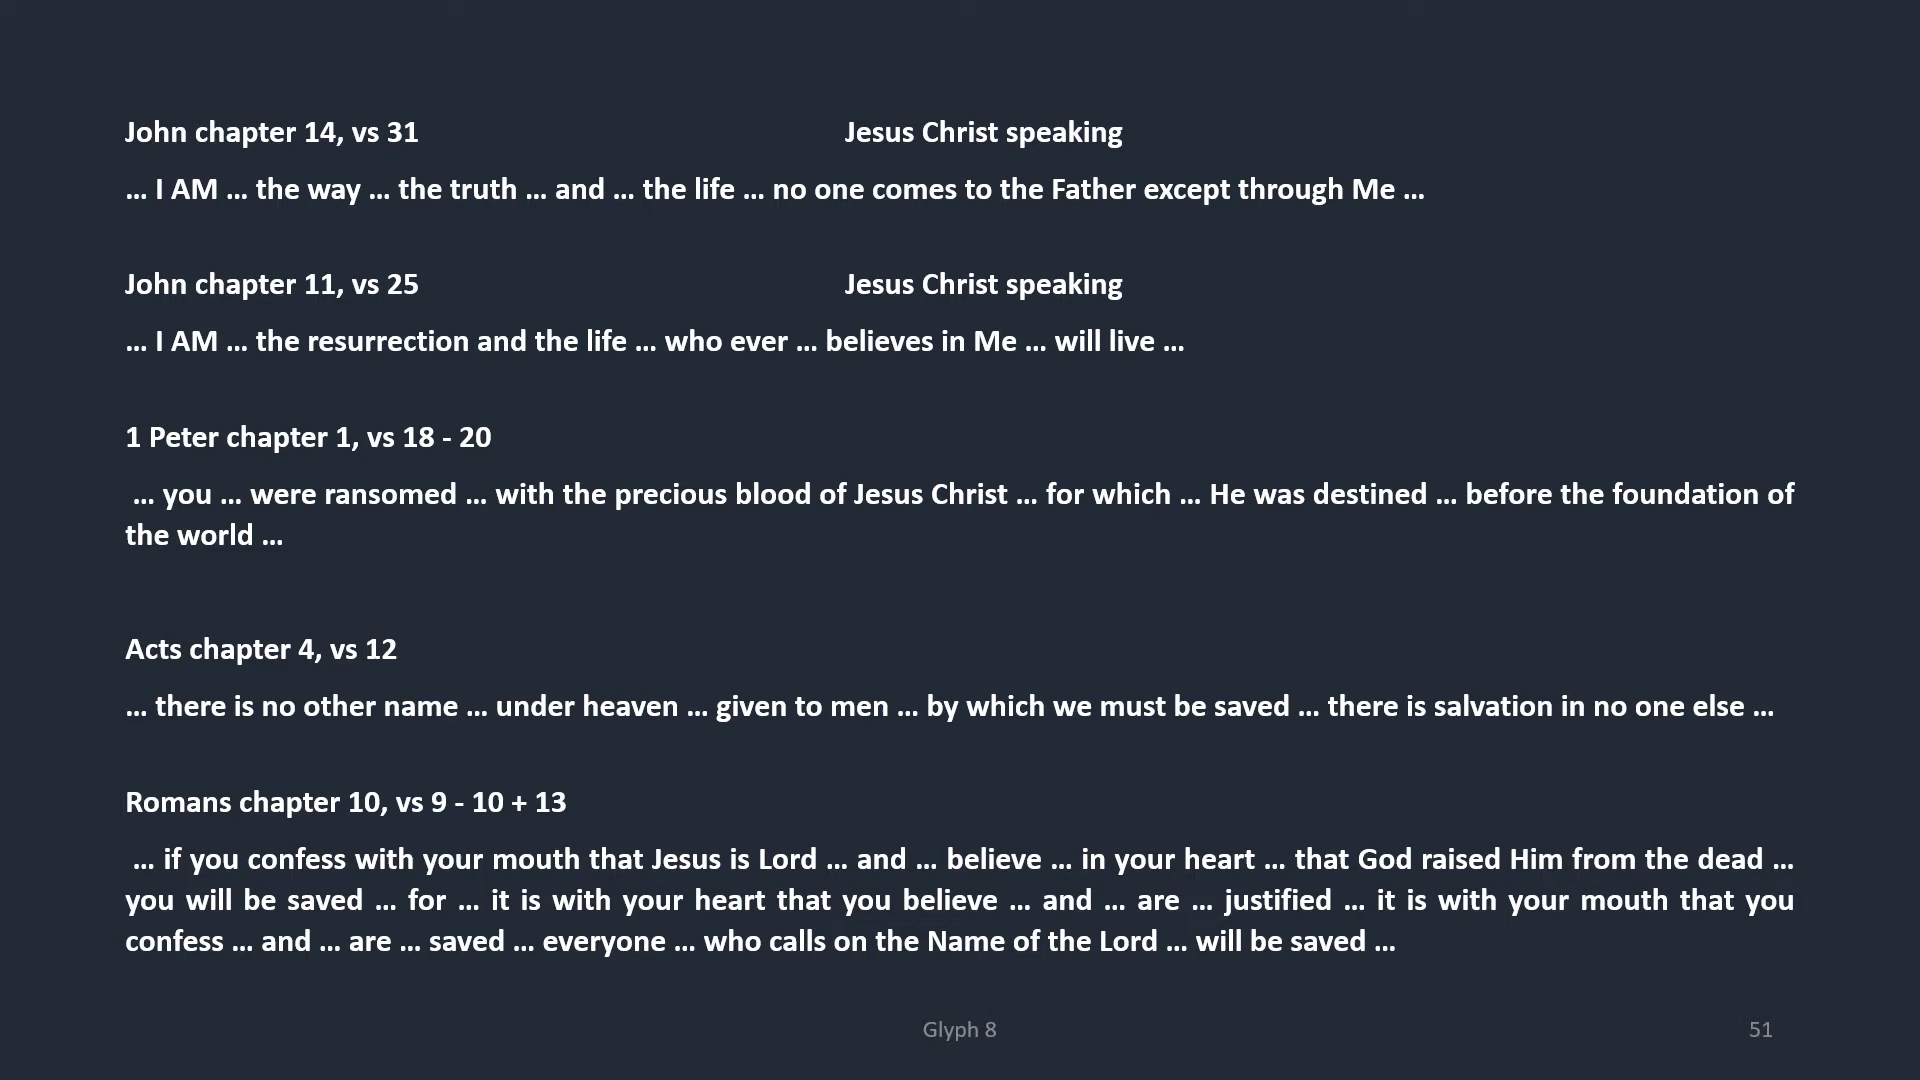 John chapter 14, vs 31 Jesus Christ speaking
... I AM ... the way ... the truth ... and ... the life ... no one comes to the Father except through Me ...
John chapter 11, vs 25 Jesus Christ speaking
... I AM ... the resurrection and the life ... who ever ... believes in Me ... will live ...
1 Peter chapter 1, vs 18 - 20
... you ... were ransomed ... with the precious blood of Jesus Christ ... for which ... He was destined ... before the foundation of
the world ...
Acts chapter 4, vs 12
... there is no other name ... under heaven ... given to men ... by which we must be saved ... there is salvation in no one else ...
Romans chapter 10, vs 9 - 10 + 13
... if you confess with your mouth that Jesus is Lord ... and ... believe ... in your heart ... that God raised Him from the dead ...
you will be saved ... for ... it is with your heart that you believe ... and ... are ... justified ... it is with your mouth that you
confess ... and ... are ... saved ... everyone ... who calls on the Name of the Lord ... will be saved ...
Glyph 8 51